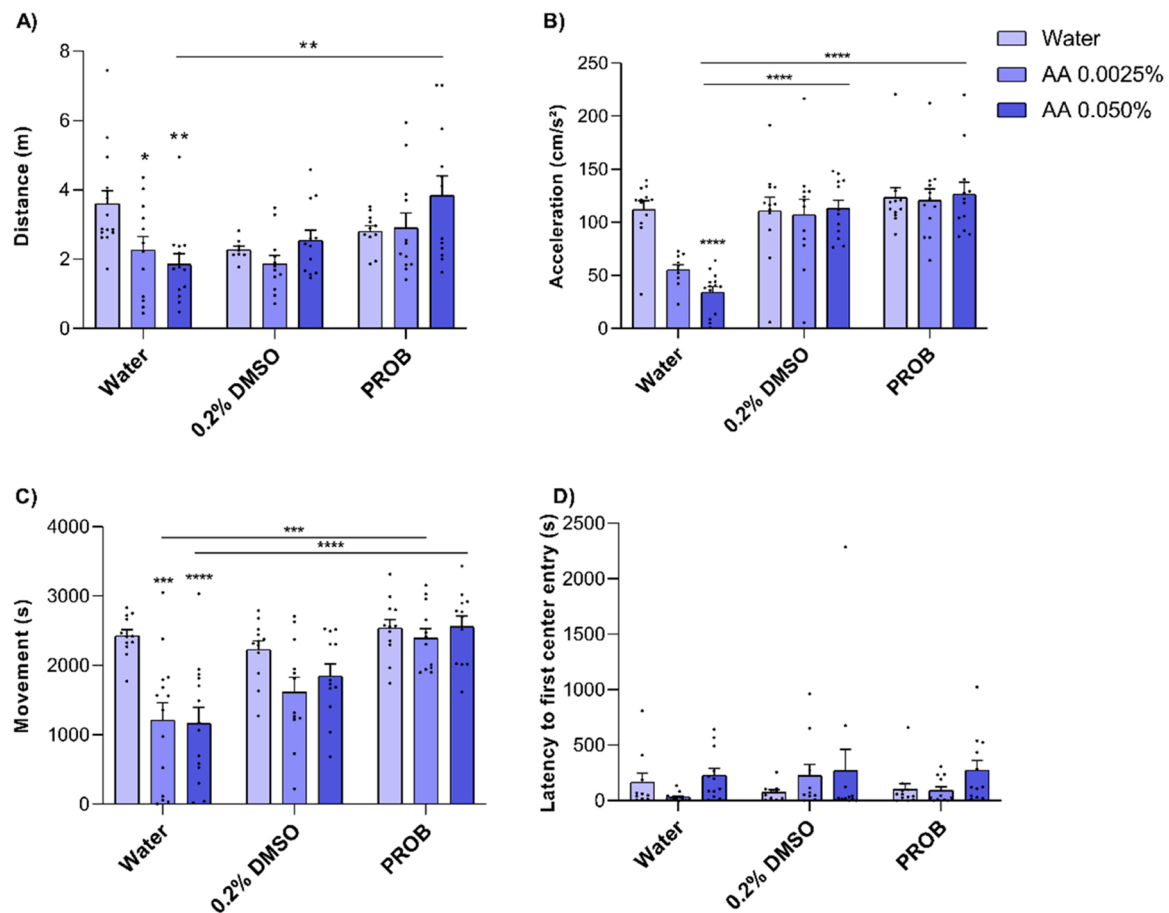 A)
Distance (m)
8
6
4
2
0
**
*
**
Water
0.2% DMSO
PROB
B)
Acceleration (cm/s²)
250
200
150
100
50
0
****
****
****
Water
0.2% DMSO
PROB
Water
AA 0.0025%
AA 0.050%
C)
Movement (s)
4000
3000
2000
1000
0
***
****
***
****
Water
0.2% DMSO
PROB
D)
Latency to first center entry (s)
2500
2000
1500
1000
500
0
Water
0.2% DMSO
PROB